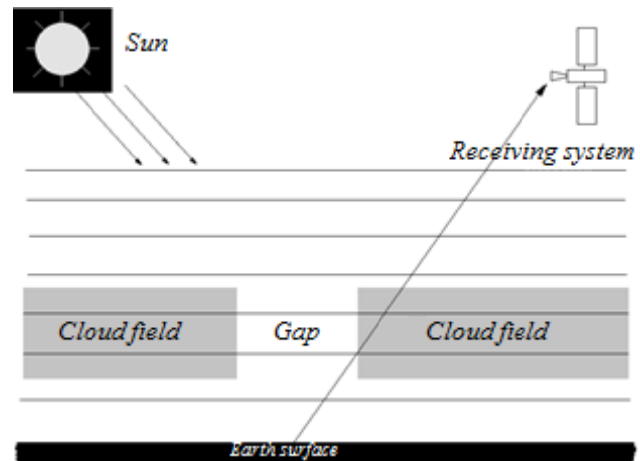 Sun
Receiving system
Cloud field Gap Cloud field
Earth surface